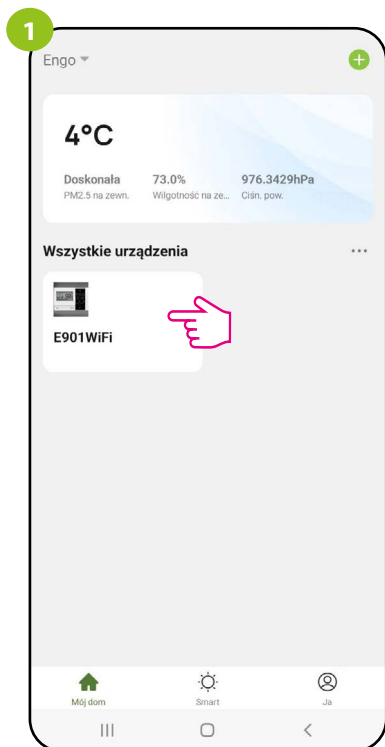 1
Engo
4°C
Doskonała 73.0% 976.3429hPa
PM2.5 na zewn. Wilgotność na ze... Ciśn. pow.
Wszystkie urządzenia
E901WiFi
Mój dom Smart Ja